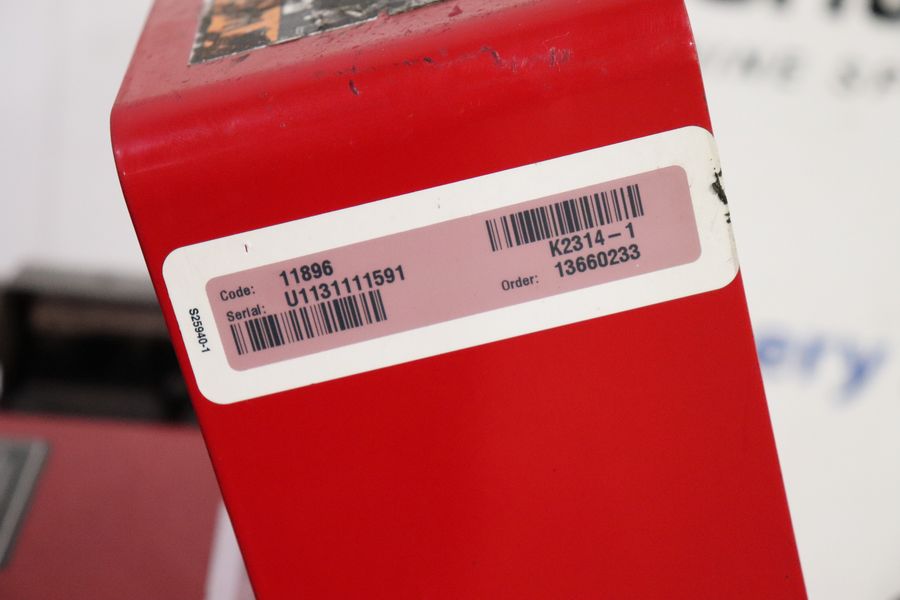 K2314-1
Code: 11896
Serial: U1131111591
Order: 13660233
S25940-1